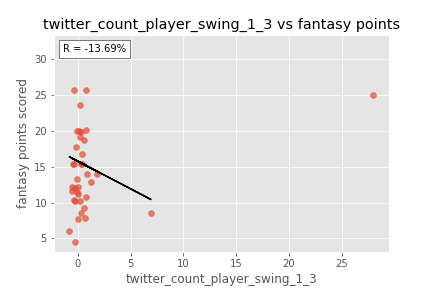 twitter_count_player_swing_1_3 vs fantasy points
R = -13.69%
fantasy points scored
30
25
20
15
10
5
0 5 10 15 20 25
twitter_count_player_swing_1_3